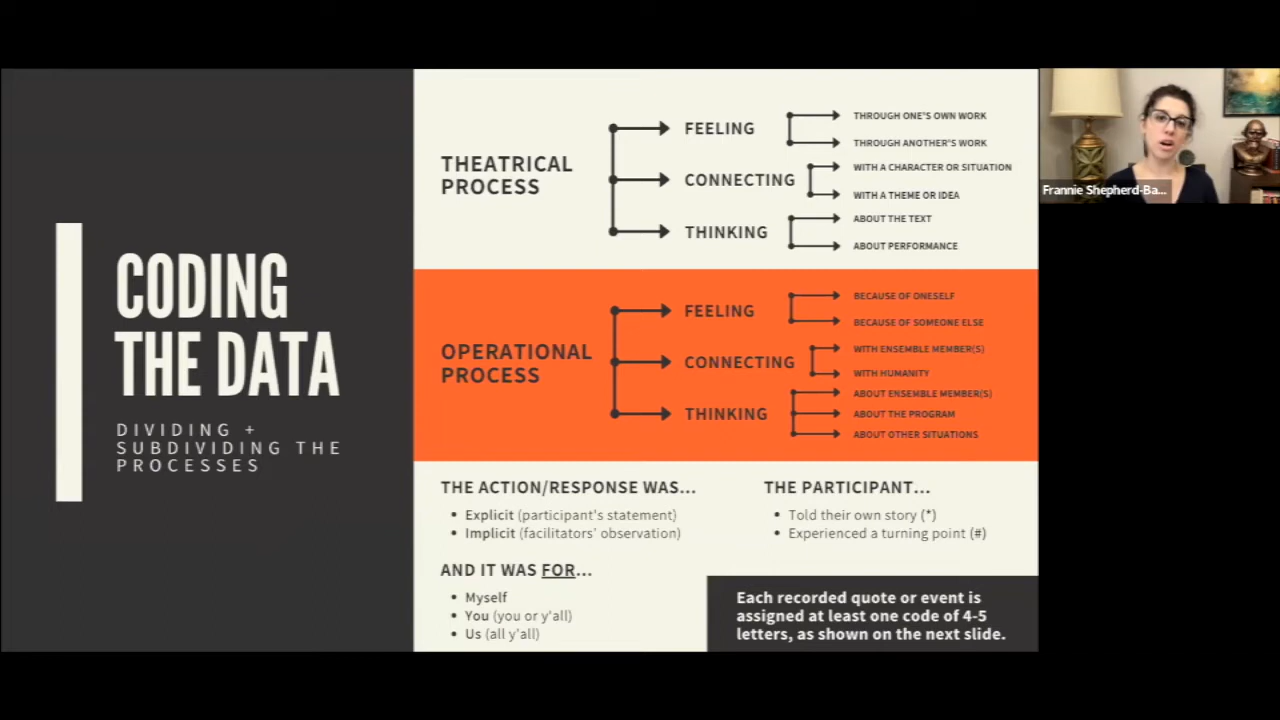 CODING
THE DATA
DIVIDING +
SUBDIVIDING THE
PROCESSES
THEATRICAL
PROCESS
FEELING
THROUGH ONE'S OWN WORK
THROUGH ANOTHER'S WORK
CONNECTING
WITH A CHARACTER OR SITUATION
WITH A THEME OR IDEA
THINKING
ABOUT THE TEXT
ABOUT PERFORMANCE
OPERATIONAL
PROCESS
FEELING
BECAUSE OF ONESELF
BECAUSE OF SOMEONE ELSE
CONNECTING
WITH ENSEMBLE MEMBER(S)
WITH HUMANITY
THINKING
ABOUT ENSEMBLE MEMBER(S)
ABOUT THE PROGRAM
ABOUT OTHER SITUATIONS
THE ACTION/RESPONSE WAS...
• Explicit (participant's statement)
• Implicit (facilitators' observation)
AND IT WAS FOR...
• Myself
• You (you or y'all)
• Us (all y'all)
THE PARTICIPANT...
• Told their own story (*)
• Experienced a turning point (#)
Each recorded quote or event is
assigned at least one code of 4-5
letters, as shown on the next slide.
Frannie Shepherd-Ba...